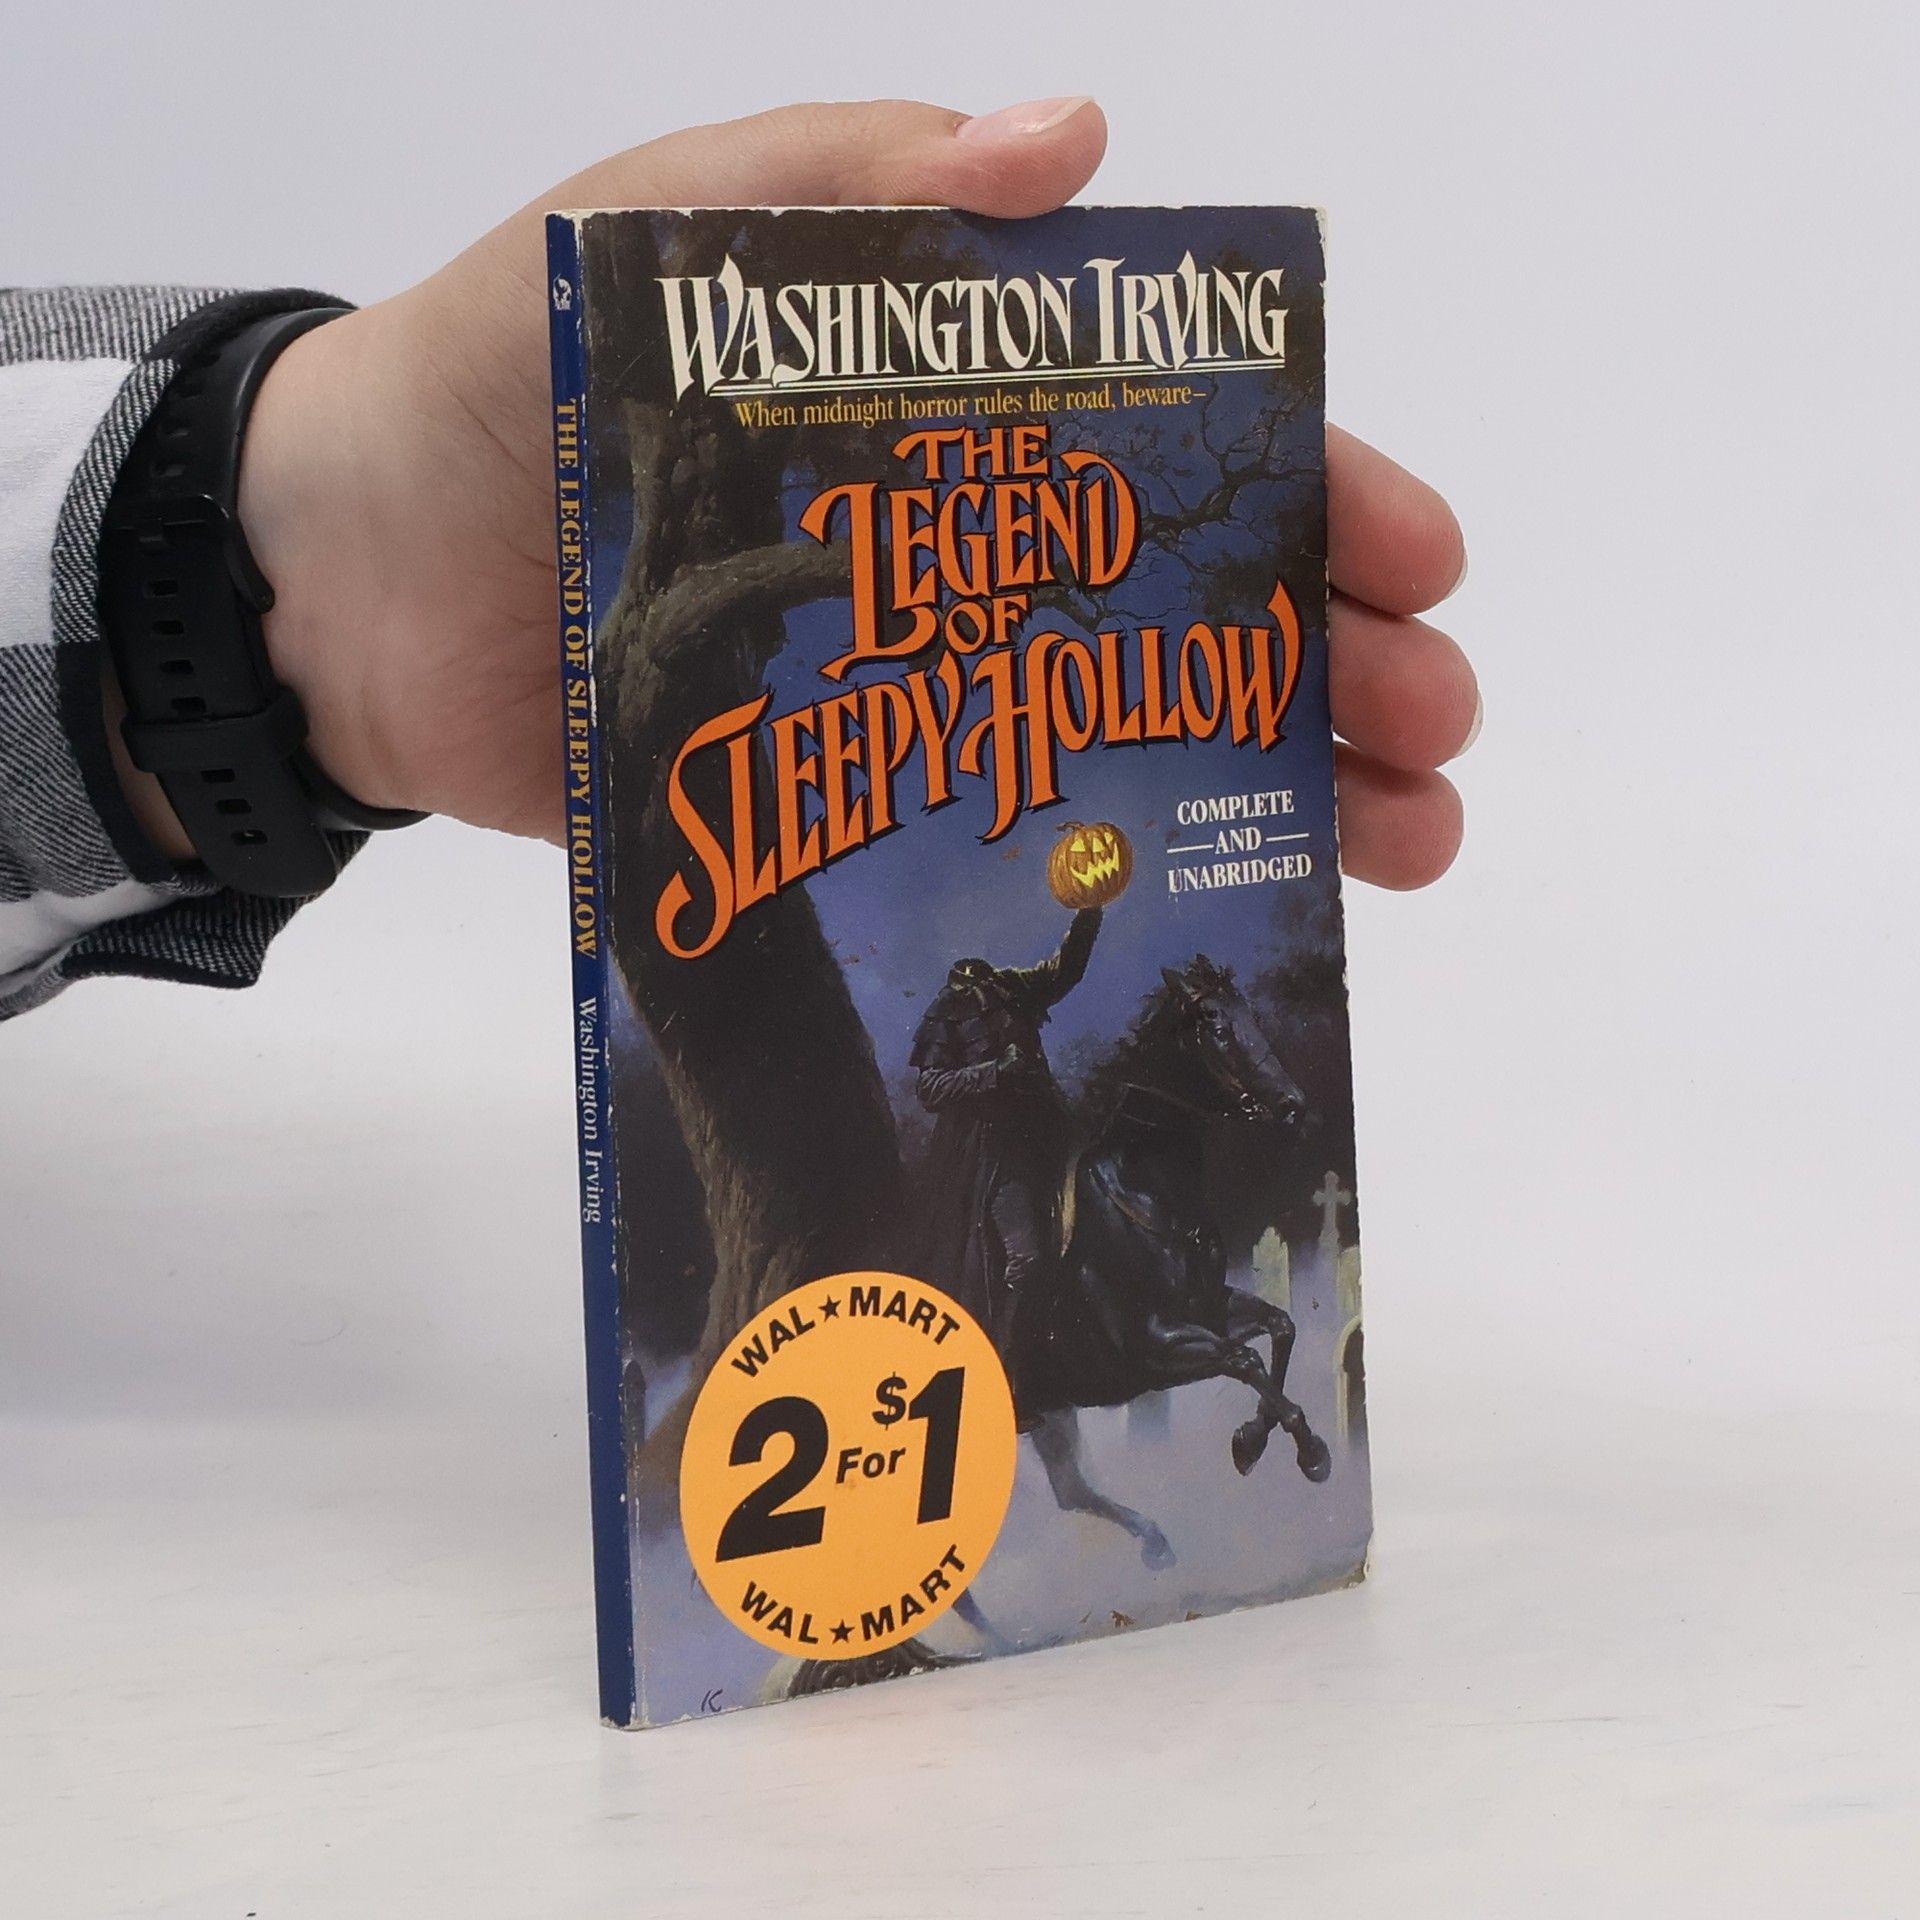 WASHINGTON IRVING
When midnight horror rules the road, beware–
THE
LEGEND
OF
SLEEPY HOLLOW
COMPLETE
—AND—
UNABRIDGED
WAL★MART
2 For $1
WAL★MART
K
THE LEGEND OF SLEEPY HOLLOW Washington Irving